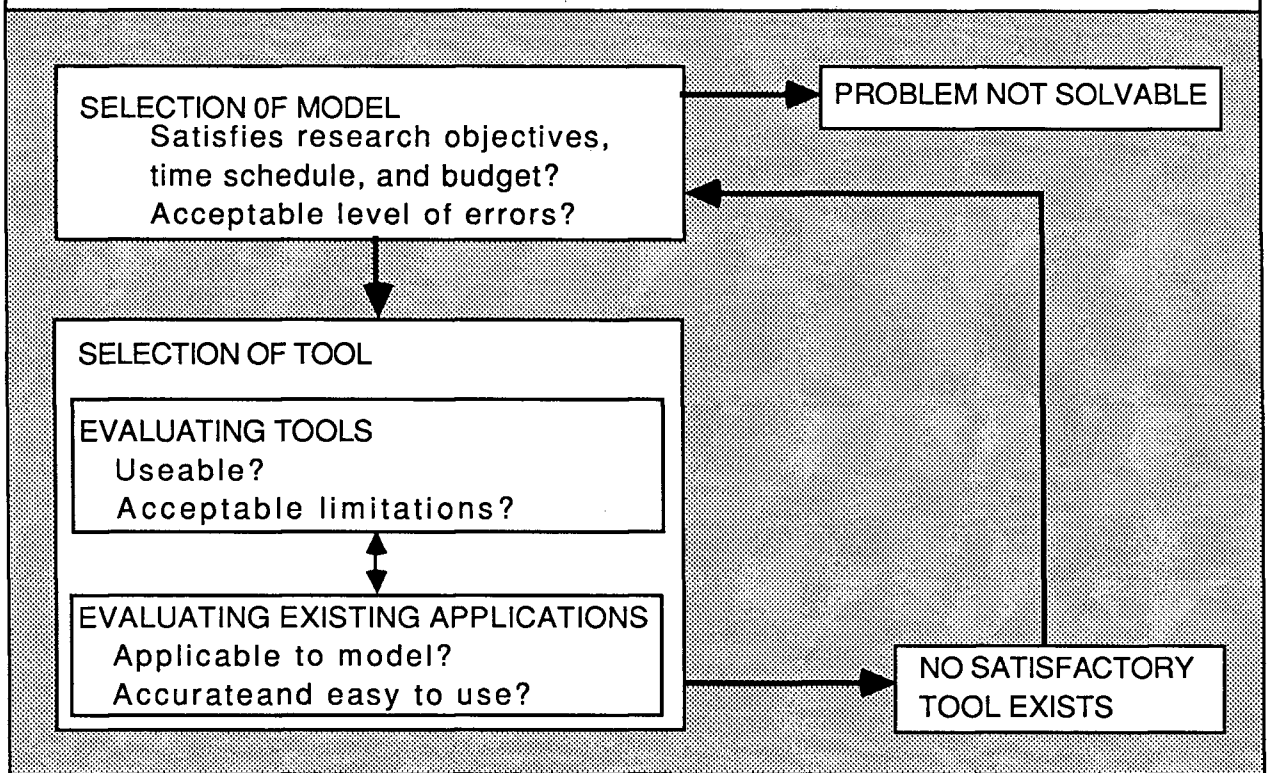 SELECTION OF MODEL
Satisfies research objectives,
time schedule, and budget?
Acceptable level of errors?
PROBLEM NOT SOLVABLE
SELECTION OF TOOL
EVALUATING TOOLS
Useable?
Acceptable limitations?
EVALUATING EXISTING APPLICATIONS
Applicable to model?
Accurateand easy to use?
NO SATISFACTORY
TOOL EXISTS